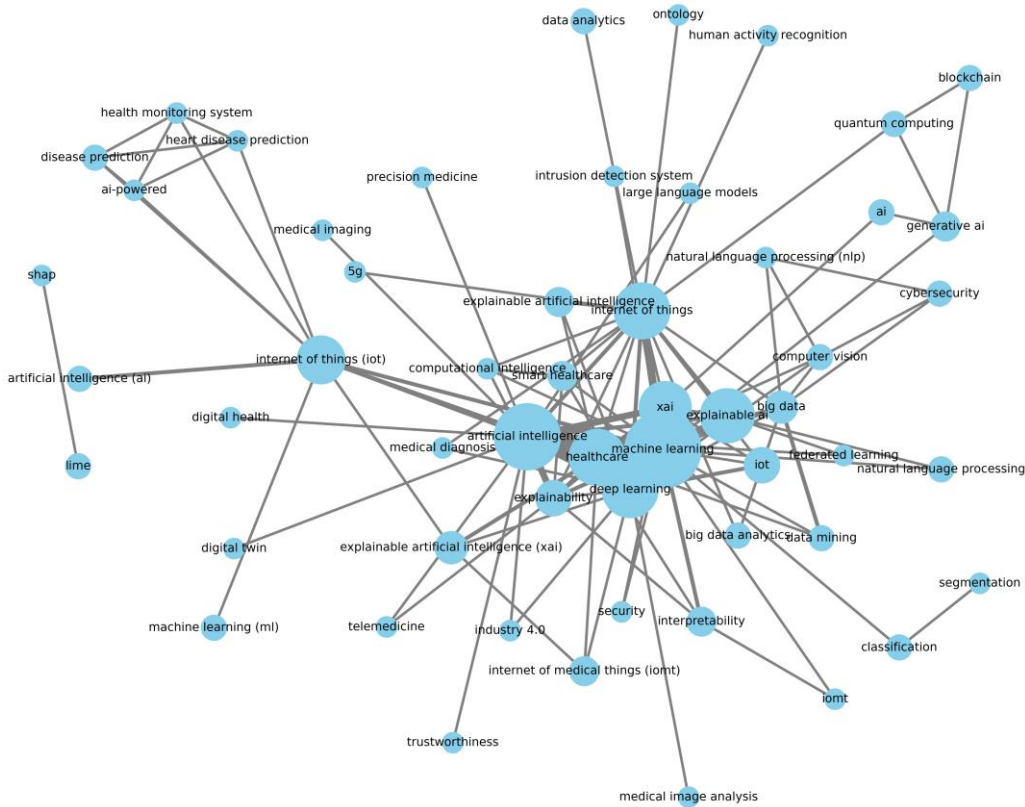 data analytics
ontology
human activity recognition
blockchain
health monitoring system
quantum computing
heart disease prediction
disease prediction
ai-powered
precision medicine
intrusion detection system
large language models
ai
generative ai
medical imaging
natural language processing (nlp)
5g
shap
cybersecurity
explainable artificial intelligence
internet of things
internet of things (iot)
computer vision
computational intelligence
smart healthcare
artificial intelligence (ai)
xai
big data
explainable ai
digital health
artificial intelligence
medical diagnosis
machine learning
healthcare
federated learning
lime
iot
natural language processing
deep learning
explainability
big data analytics
data mining
digital twin
explainable artificial intelligence (xai)
segmentation
security
interpretability
machine learning (ml)
telemedicine
industry 4.0
classification
internet of medical things (iomt)
iomt
trustworthiness
medical image analysis